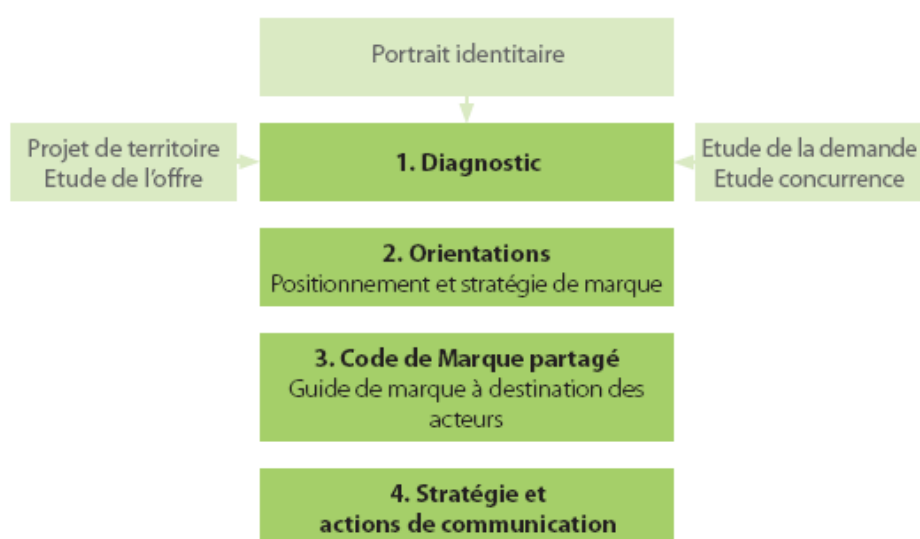 Portrait identitaire
Projet de territoire
Etude de l'offre
1. Diagnostic
Etude de la demande
Etude concurrence
2. Orientations
Positionnement et stratégie de marque
3. Code de Marque partagé
Guide de marque à destination des
acteurs
4. Stratégie et
actions de communication